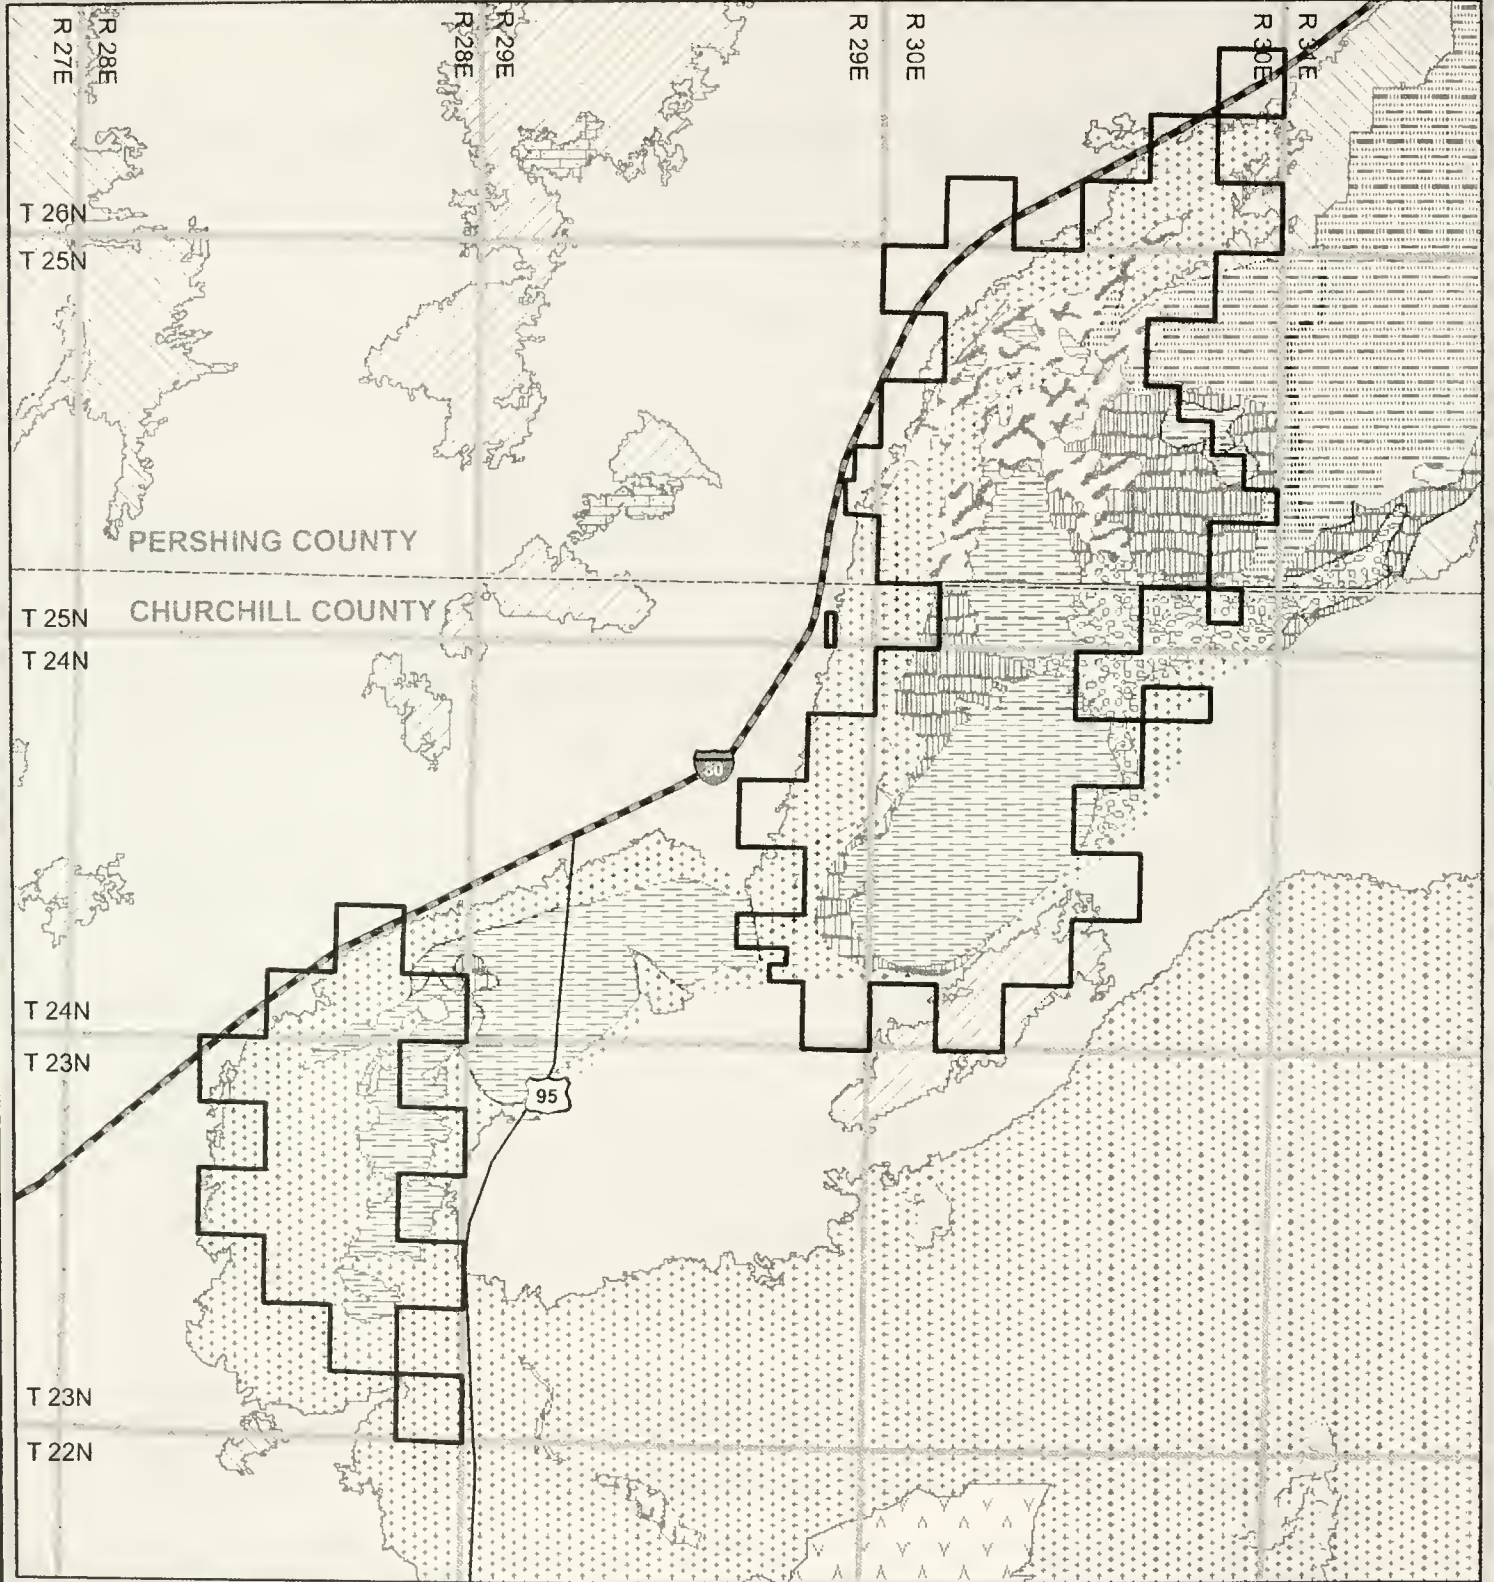 R 27E
R 28E
R 28E
R 29E
R 29E
R 30E
R 30E
R 31E
T 26N
T 25N
PERSHING COUNTY
CHURCHILL COUNTY
T 25N
T 24N
80
T 24N
T 23N
95
T 23N
T 22N